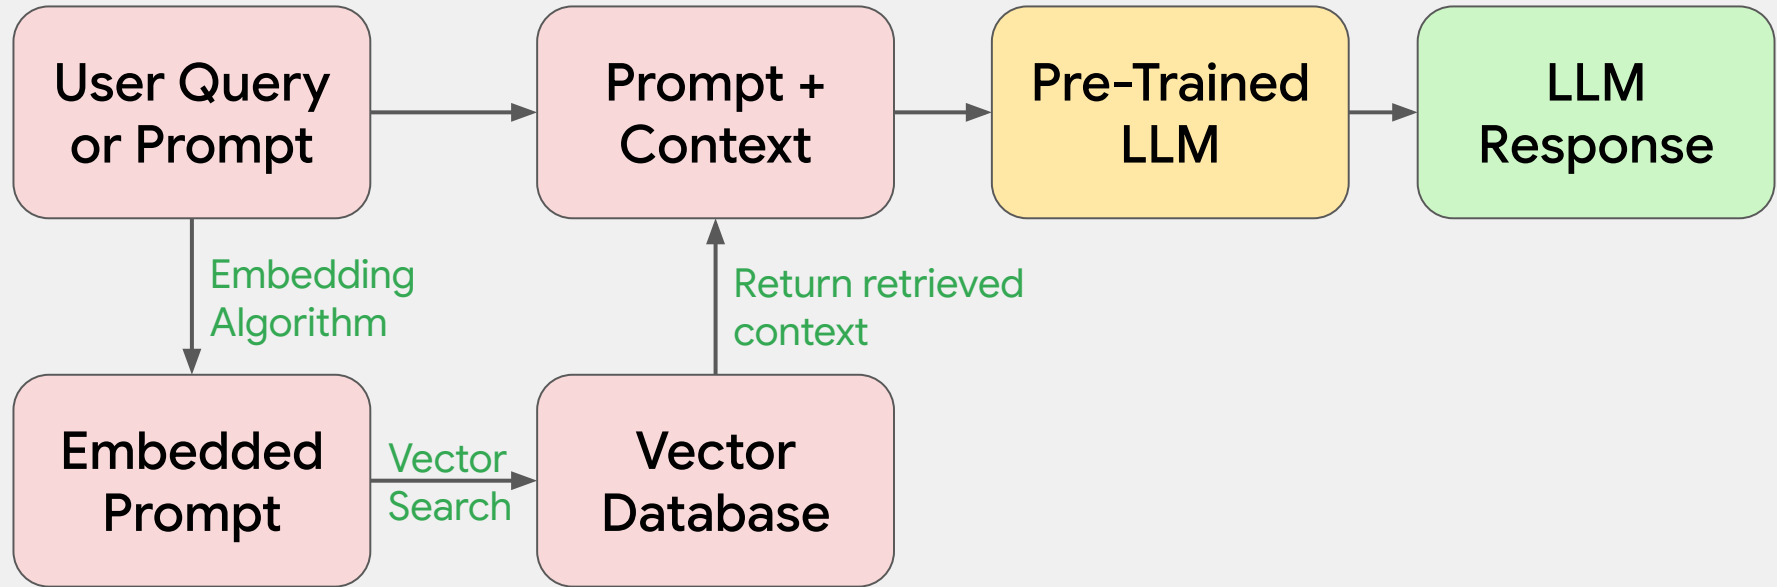 User Query
or Prompt
Prompt +
Context
Pre-Trained
LLM
LLM
Response
Embedding
Algorithm
Return retrieved
context
Embedded
Prompt
Vector
Search
Vector
Database